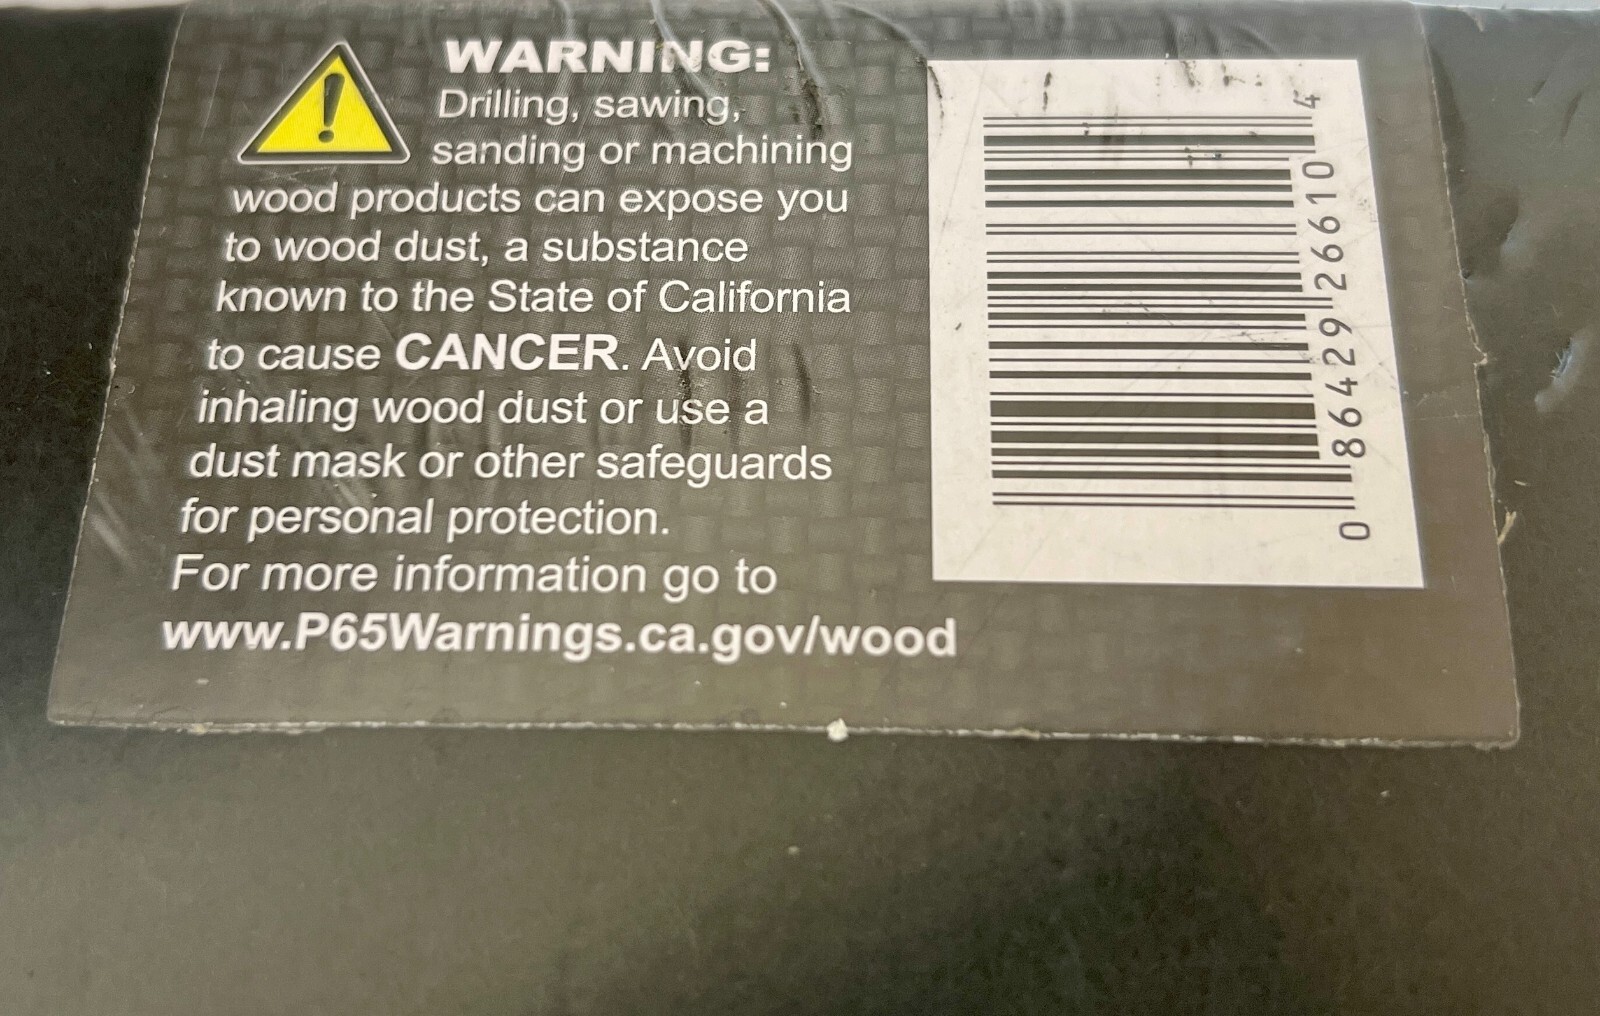 WARNING:
Drilling, sawing,
sanding or machining
wood products can expose you
to wood dust, a substance
known to the State of California
to cause CANCER. Avoid
inhaling wood dust or use a
dust mask or other safeguards
for personal protection.
For more information go to
www.P65Warnings.ca.gov/wood
0 86429 26610 4